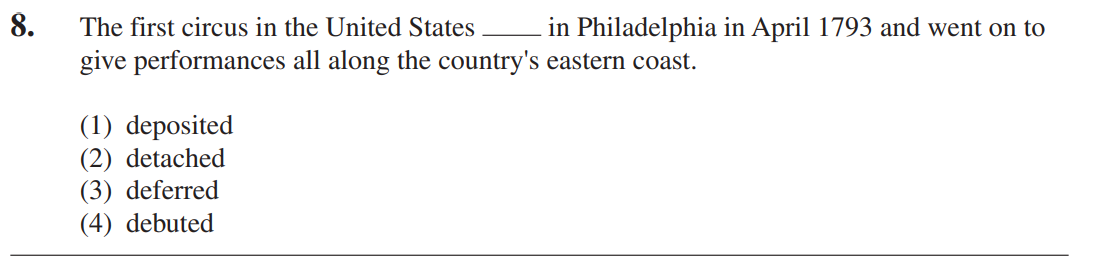 8. The first circus in the United States ____ in Philadelphia in April 1793 and went on to
give performances all along the country's eastern coast.
(1) deposited
(2) detached
(3) deferred
(4) debuted